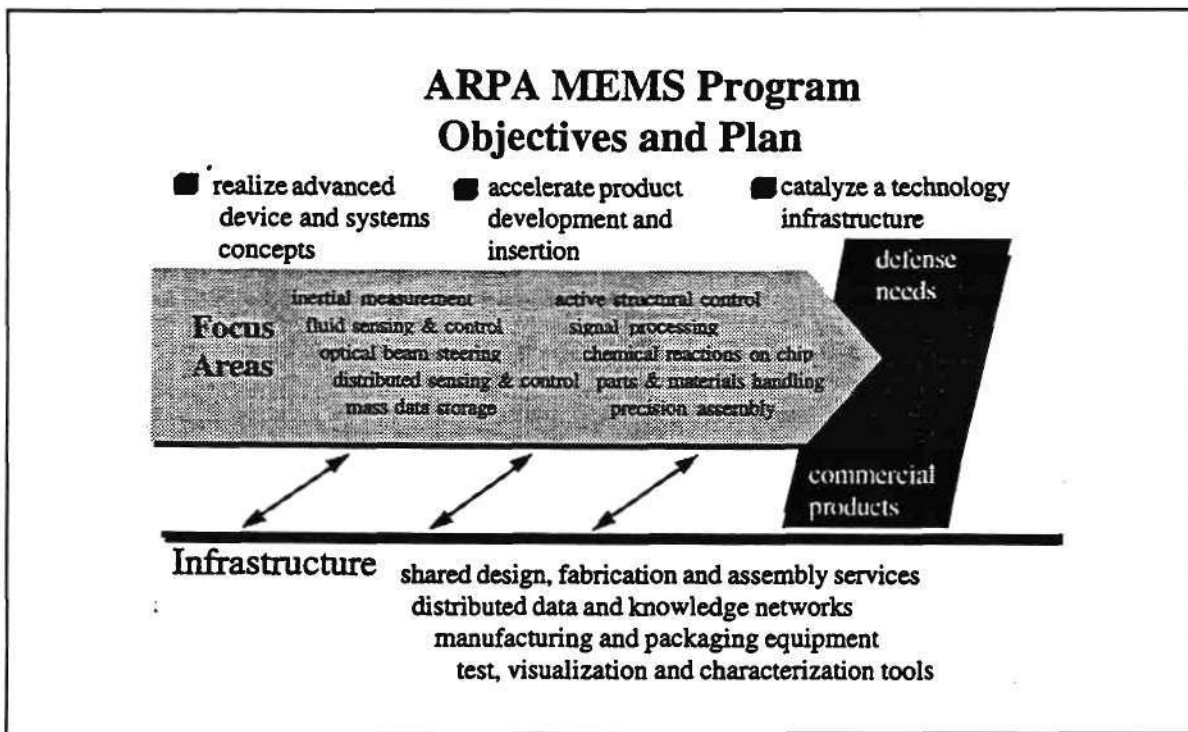 ARPA MEMS Program
Objectives and Plan
realize advanced
device and systems
concepts
accelerate product
development and
insertion
catalyze a technology
infrastructure
defense
needs
Focus
Areas
inertial measurement
fluid sensing & control
optical beam steering
distributed sensing & control
mass data storage
active structural control
signal processing
chemical reactions on chip
parts & materials handling
precision assembly
commercial
products
Infrastructure
shared design, fabrication and assembly services
distributed data and knowledge networks
manufacturing and packaging equipment
test, visualization and characterization tools